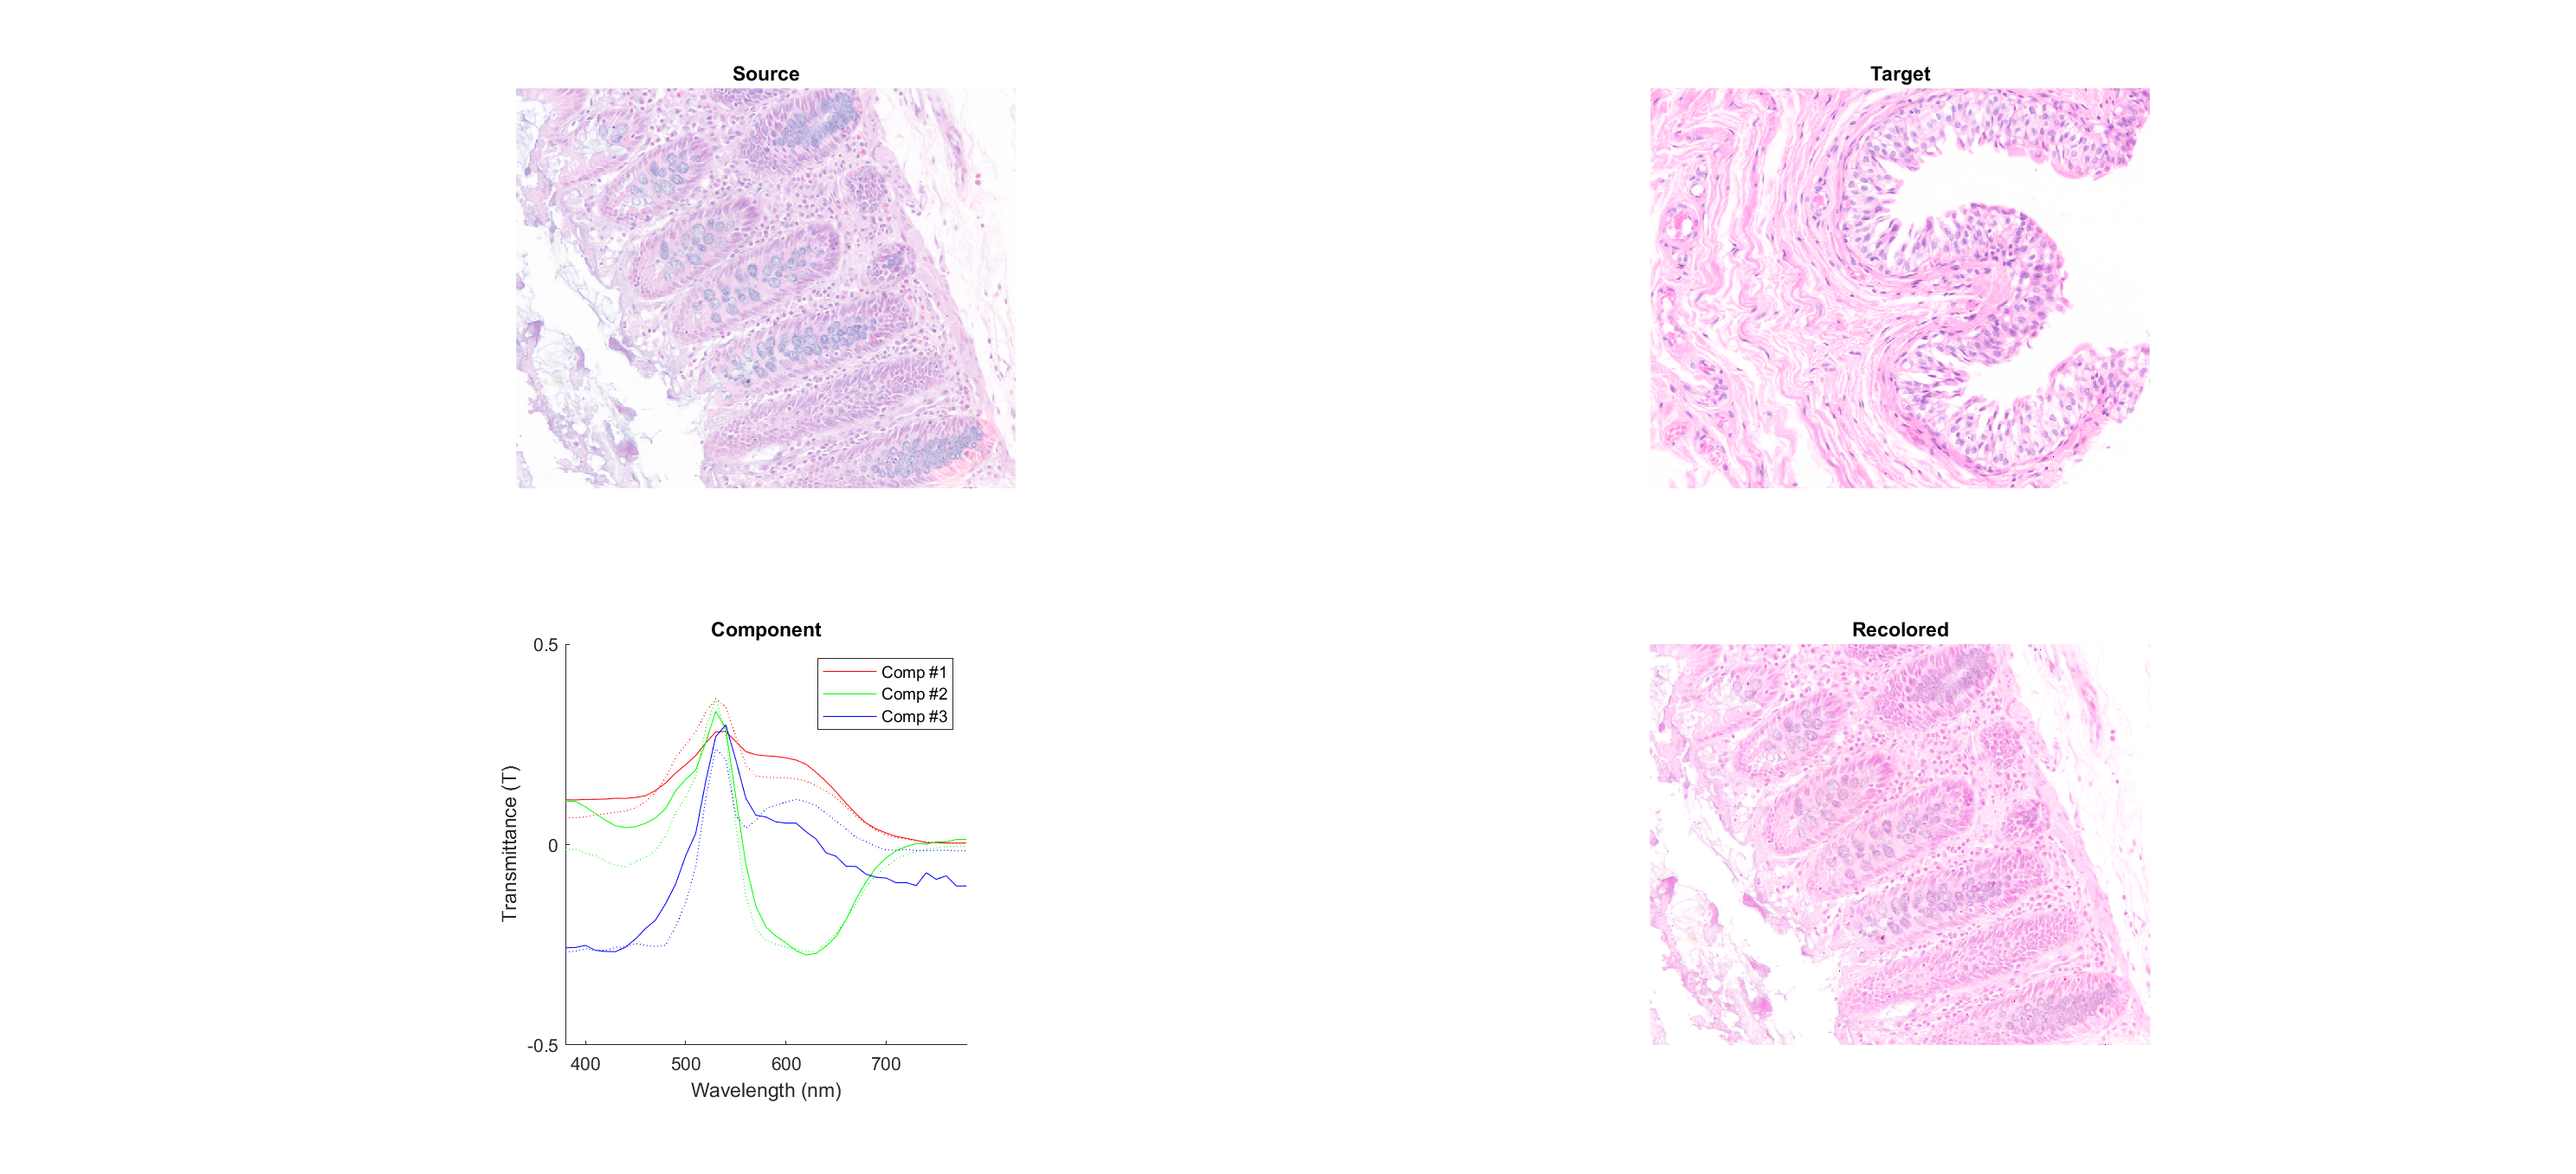 Source
Target
Component
0.5
0
-0.5
400 500 600 700
Transmittance (T)
Wavelength (nm)
Comp #1
Comp #2
Comp #3
Recolored